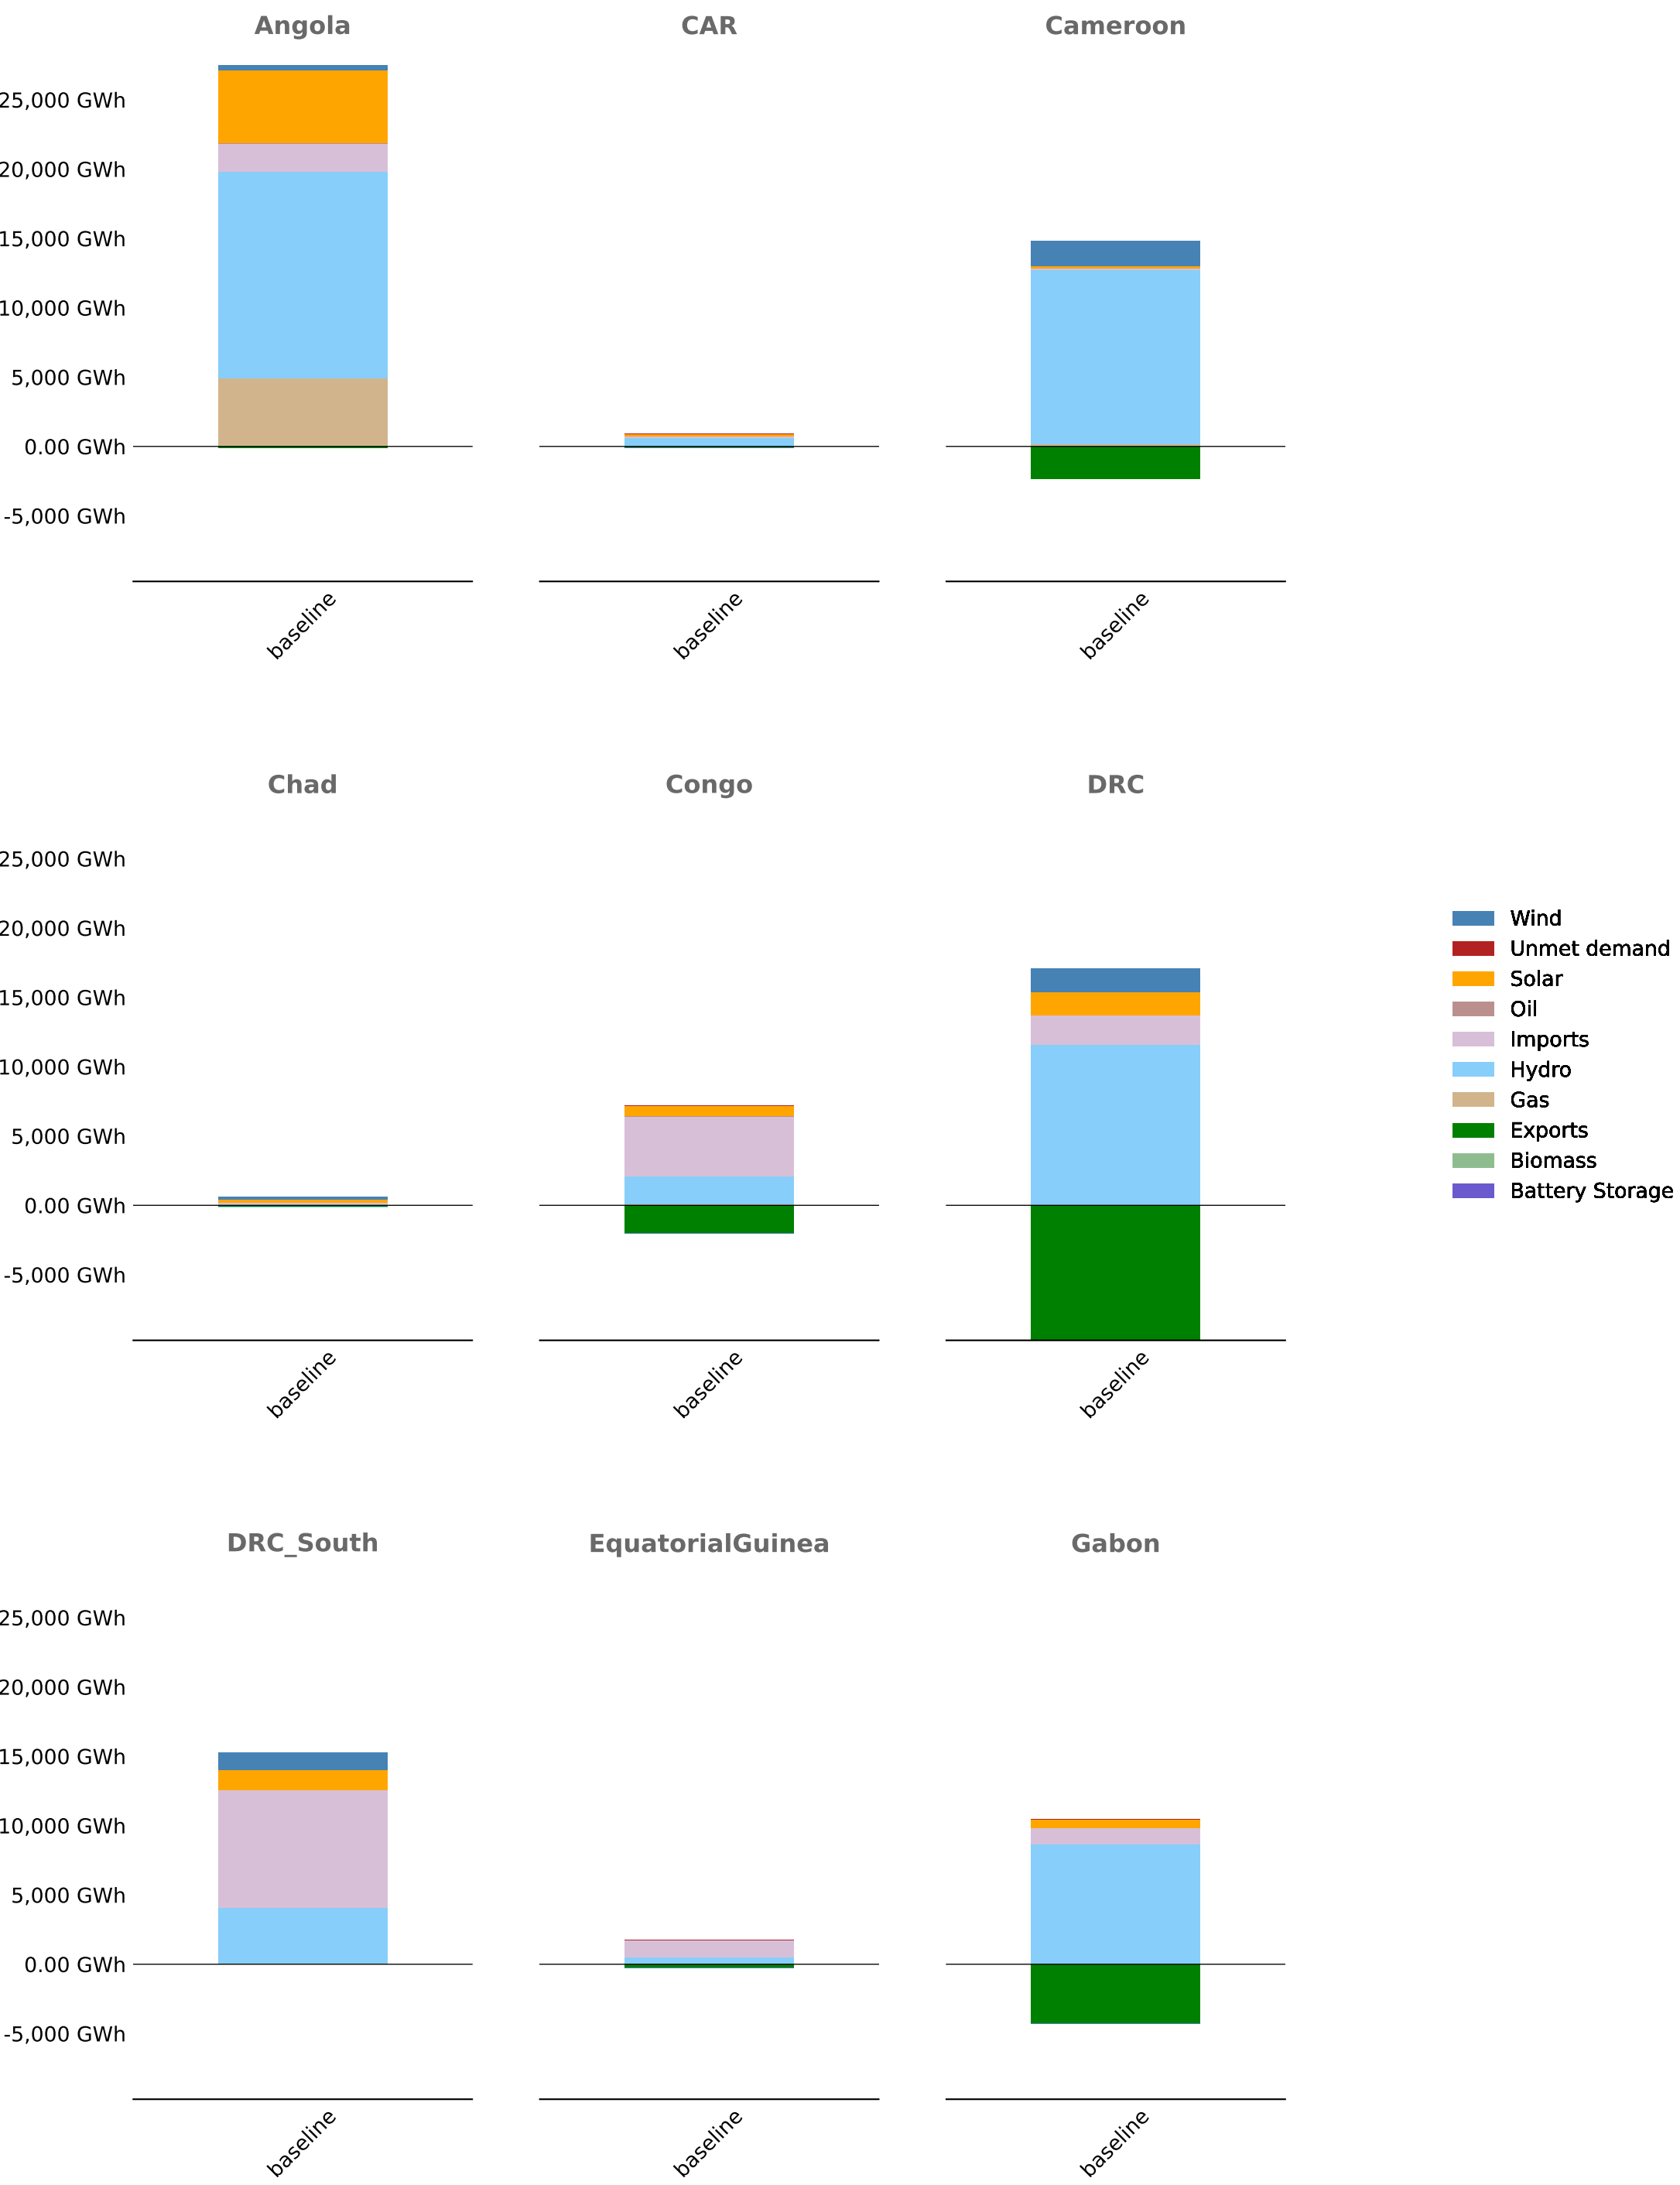 Angola CAR Cameroon
25,000 GWh
20,000 GWh
15,000 GWh
10,000 GWh
5,000 GWh
0.00 GWh
-5,000 GWh
baseline baseline baseline
Chad Congo DRC
25,000 GWh
20,000 GWh
15,000 GWh
10,000 GWh
5,000 GWh
0.00 GWh
-5,000 GWh
baseline baseline baseline
Wind
Unmet demand
Solar
Oil
Imports
Hydro
Gas
Exports
Biomass
Battery Storage
DRC_South EquatorialGuinea Gabon
25,000 GWh
20,000 GWh
15,000 GWh
10,000 GWh
5,000 GWh
0.00 GWh
-5,000 GWh
baseline baseline baseline